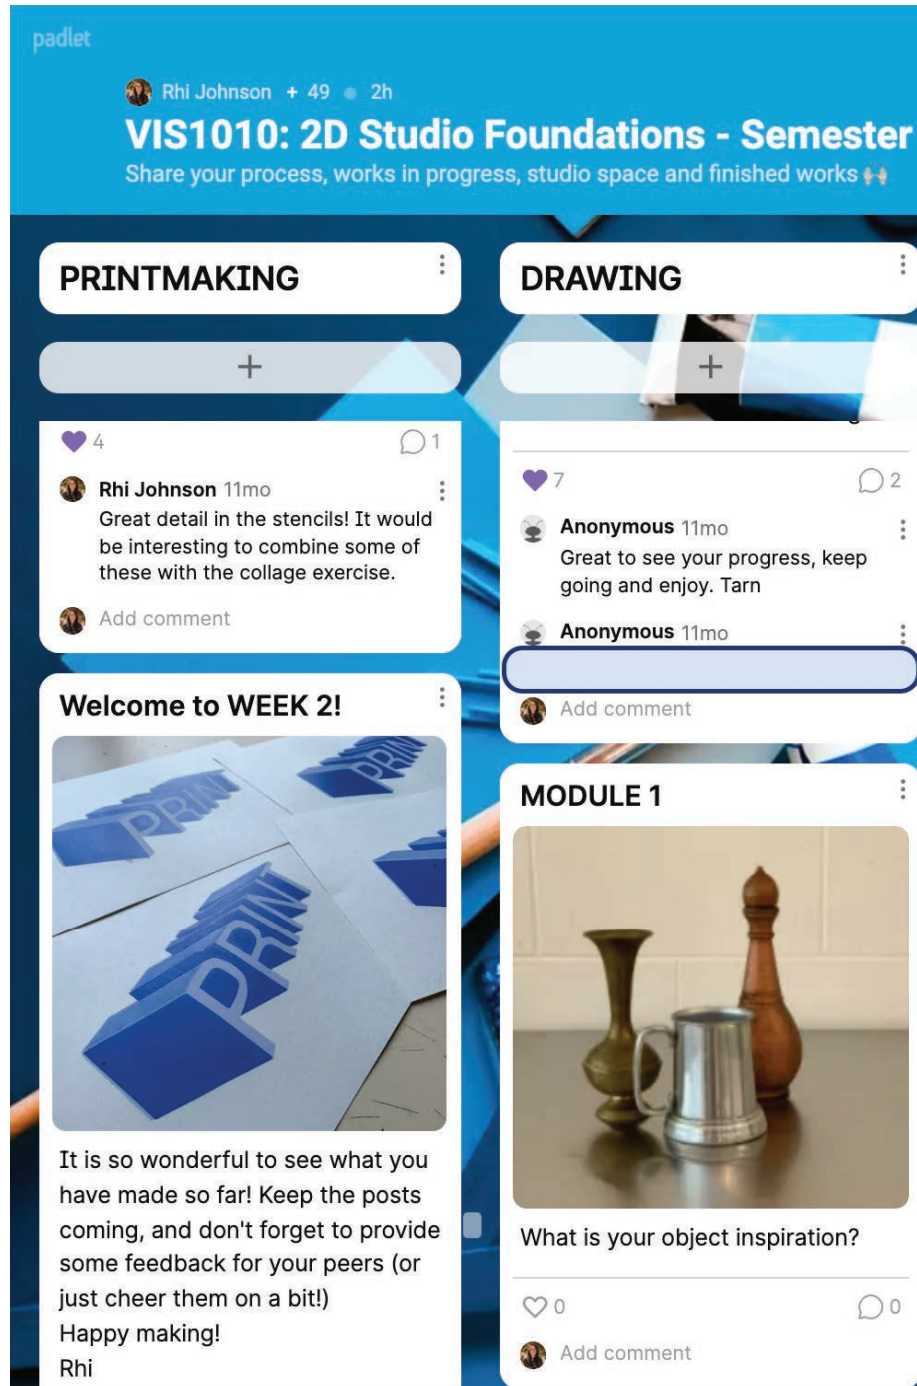 padlet
Rhi Johnson + 49 2h
VIS1010: 2D Studio Foundations - Semester
Share your process, works in progress, studio space and finished works
PRINTMAKING
+
4
1
Rhi Johnson 11mo
Great detail in the stencils! It would
be interesting to combine some of
these with the collage exercise.
Add comment
Welcome to WEEK 2!
PRINT
PRINT
PRINT
PRINT
It is so wonderful to see what you
have made so far! Keep the posts
coming, and don't forget to provide
some feedback for your peers (or
just cheer them on a bit!)
Happy making!
Rhi
DRAWING
+
7
2
Anonymous 11mo
Great to see your progress, keep
going and enjoy. Tarn
Anonymous 11mo
Add comment
MODULE 1
What is your object inspiration?
0
0
Add comment